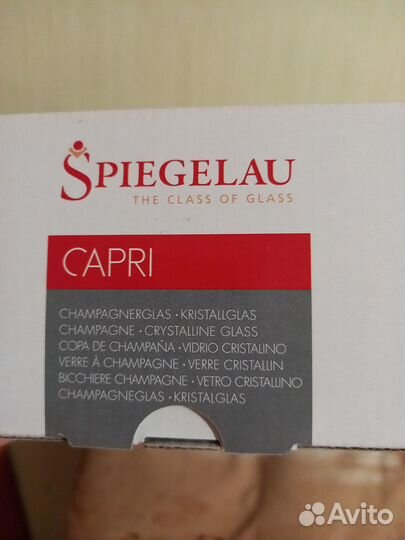 SPIEGELAU
THE CLASS OF GLASS
CAPRI
CHAMPAGNERGLAS · KRISTALLGLAS
CHAMPAGNE · CRYSTALLINE GLASS
COPA DE CHAMPAÑA · VIDRIO CRISTALINO
VERRE À CHAMPAGNE · VERRE CRISTALLIN
BICCHIERE CHAMPAGNE · VETRO CRISTALLINO
CHAMPAGNEGLAS · KRISTALGLAS
Avito